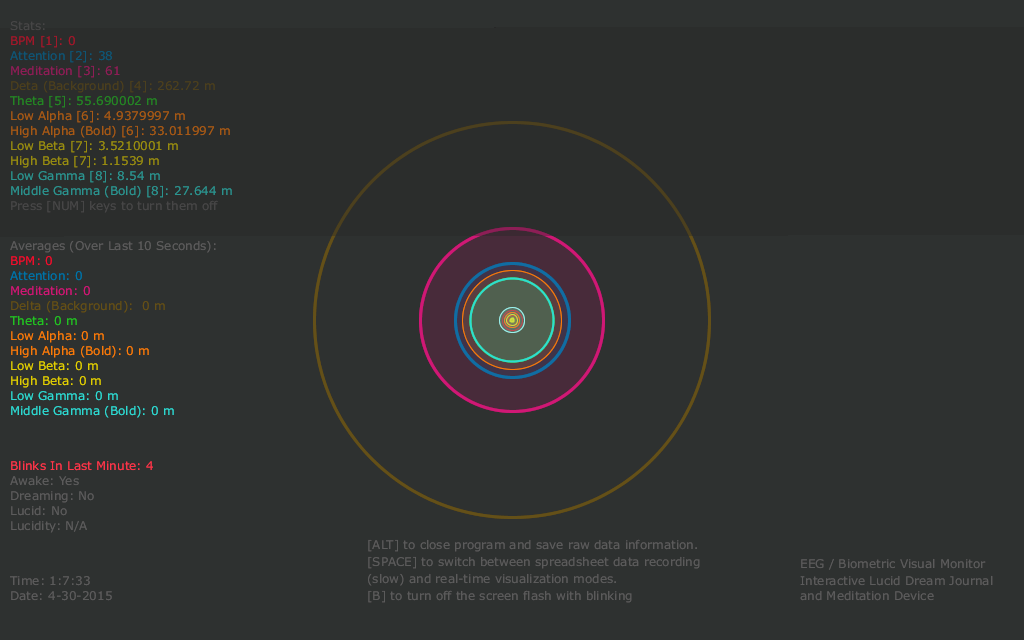 Stats:
BPM [1]: 0
Attention [2]: 38
Meditation [3]: 61
Deta (Background) [4]: 262.72 m
Theta [5]: 55.690002 m
Low Alpha [6]: 4.9379997 m
High Alpha (Bold) [6]: 33.011997 m
Low Beta [7]: 3.5210001 m
High Beta [7]: 1.1539 m
Low Gamma [8]: 8.54 m
Middle Gamma (Bold) [8]: 27.644 m
Press [NUM] keys to turn them off
Averages (Over Last 10 Seconds):
BPM: 0
Attention: 0
Meditation: 0
Delta (Background): 0 m
Theta: 0 m
Low Alpha: 0 m
High Alpha (Bold): 0 m
Low Beta: 0 m
High Beta: 0 m
Low Gamma: 0 m
Middle Gamma (Bold): 0 m
Blinks In Last Minute: 4
Awake: Yes
Dreaming: No
Lucid: No
Lucidity: N/A
Time: 1:7:33
Date: 4-30-2015
[ALT] to close program and save raw data information.
[SPACE] to switch between spreadsheet data recording
(slow) and real-time visualization modes.
[B] to turn off the screen flash with blinking
EEG / Biometric Visual Monitor
Interactive Lucid Dream Journal
and Meditation Device